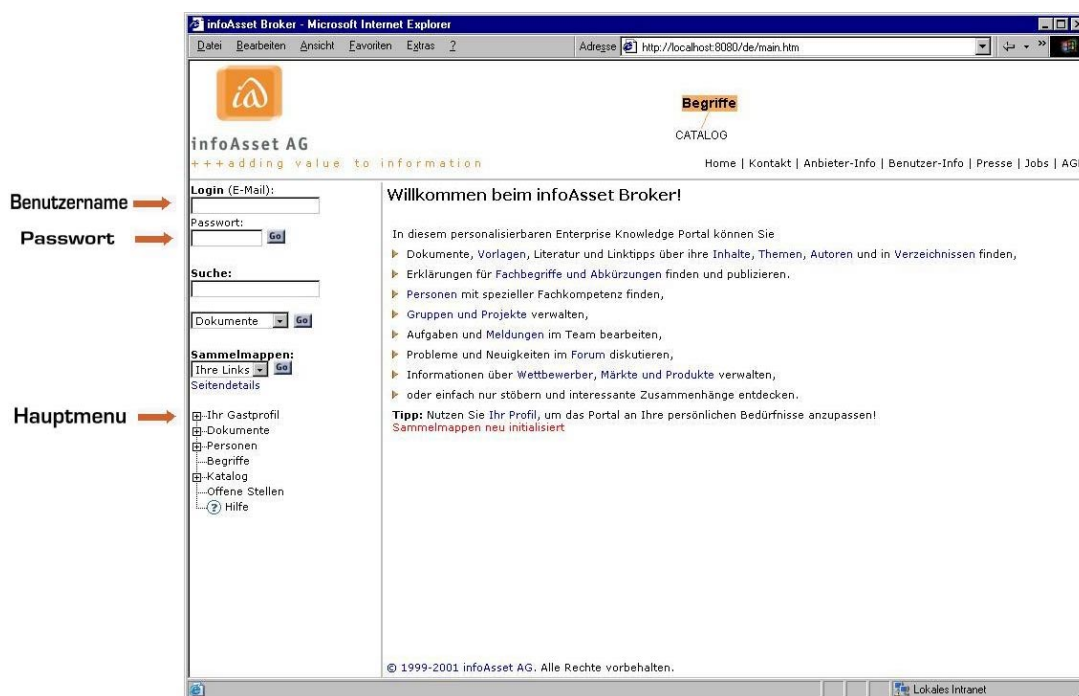 infoAsset Broker - Microsoft Internet Explorer
Datei Bearbeiten Ansicht Favoriten Extras ?
Adresse http://localhost:8080/de/main.htm
»
infoAsset AG
+++adding value to information
Begriffe
CATALOG
Home | Kontakt | Anbieter-Info | Benutzer-Info | Presse | Jobs | AG
Benutzername
Passwort
Hauptmenu
Login (E-Mail):
Passwort:
Go
Suche:
Dokumente Go
Sammelmappen:
Ihre Links Go
Seitendetails
Ihr Gastprofil
Dokumente
Personen
Begriffe
Katalog
Offene Stellen
? Hilfe
Willkommen beim infoAsset Broker!
In diesem personalisierbaren Enterprise Knowledge Portal können Sie
Dokumente, Vorlagen, Literatur und Linktipps über ihre Inhalte, Themen, Autoren und in Verzeichnissen finden,
Erklärungen für Fachbegriffe und Abkürzungen finden und publizieren.
Personen mit spezieller Fachkompetenz finden,
Gruppen und Projekte verwalten,
Aufgaben und Meldungen im Team bearbeiten,
Probleme und Neuigkeiten im Forum diskutieren,
Informationen über Wettbewerber, Märkte und Produkte verwalten,
oder einfach nur stöbern und interessante Zusammenhänge entdecken.
Tipp: Nutzen Sie Ihr Profil, um das Portal an Ihre persönlichen Bedürfnisse anzupassen!
Sammelmappen neu initialisiert
© 1999-2001 infoAsset AG. Alle Rechte vorbehalten.
Lokales Intranet